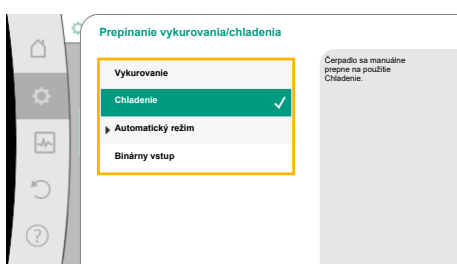 Prepínanie vykurovania/chladenia
Vykurovanie
Chladenie
Automatický režim
Binárny vstup
Čerpadlo sa manuálne
prepne na použitie
Chladenie.